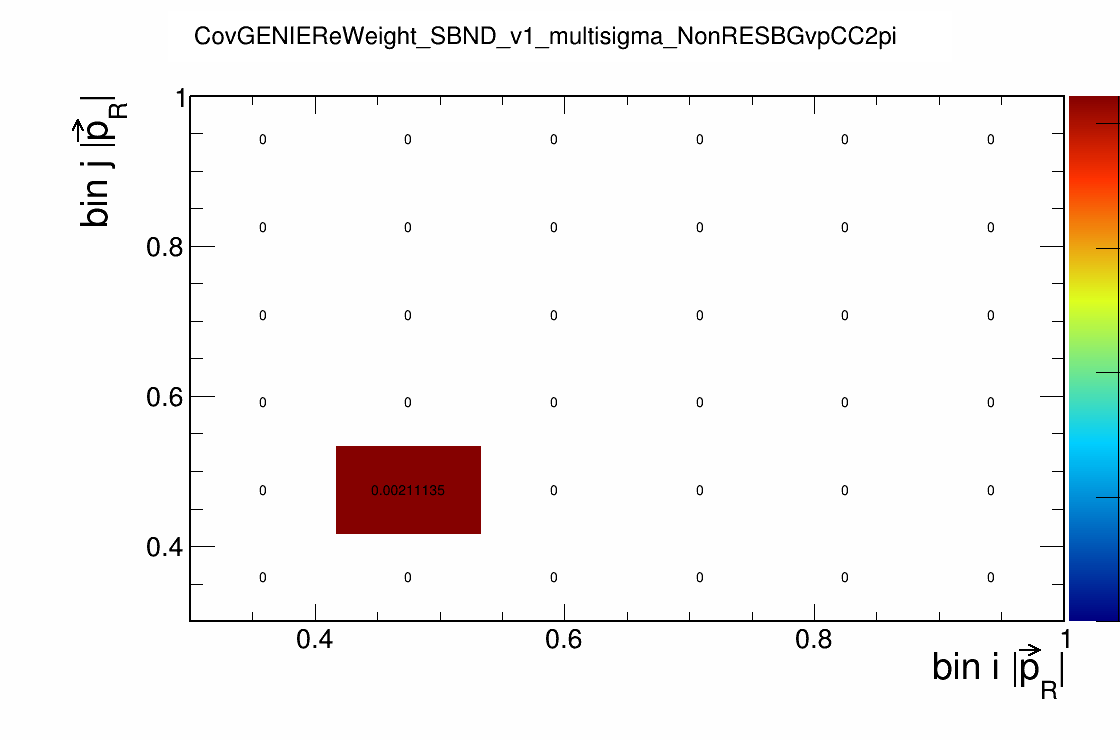 CovGENIEReWeight_SBND_v1_multisigma_NonRESBGvpCC2pi
bin j |p⃗_R|
1
0 0 0 0 0 0
0 0 0 0 0 0
0.8
0 0 0 0 0 0
0.6
0 0 0 0 0 0
0 0.00211135 0 0 0 0
0.4
0 0 0 0 0 0
0.4 0.6 0.8 1
bin i |p⃗_R|